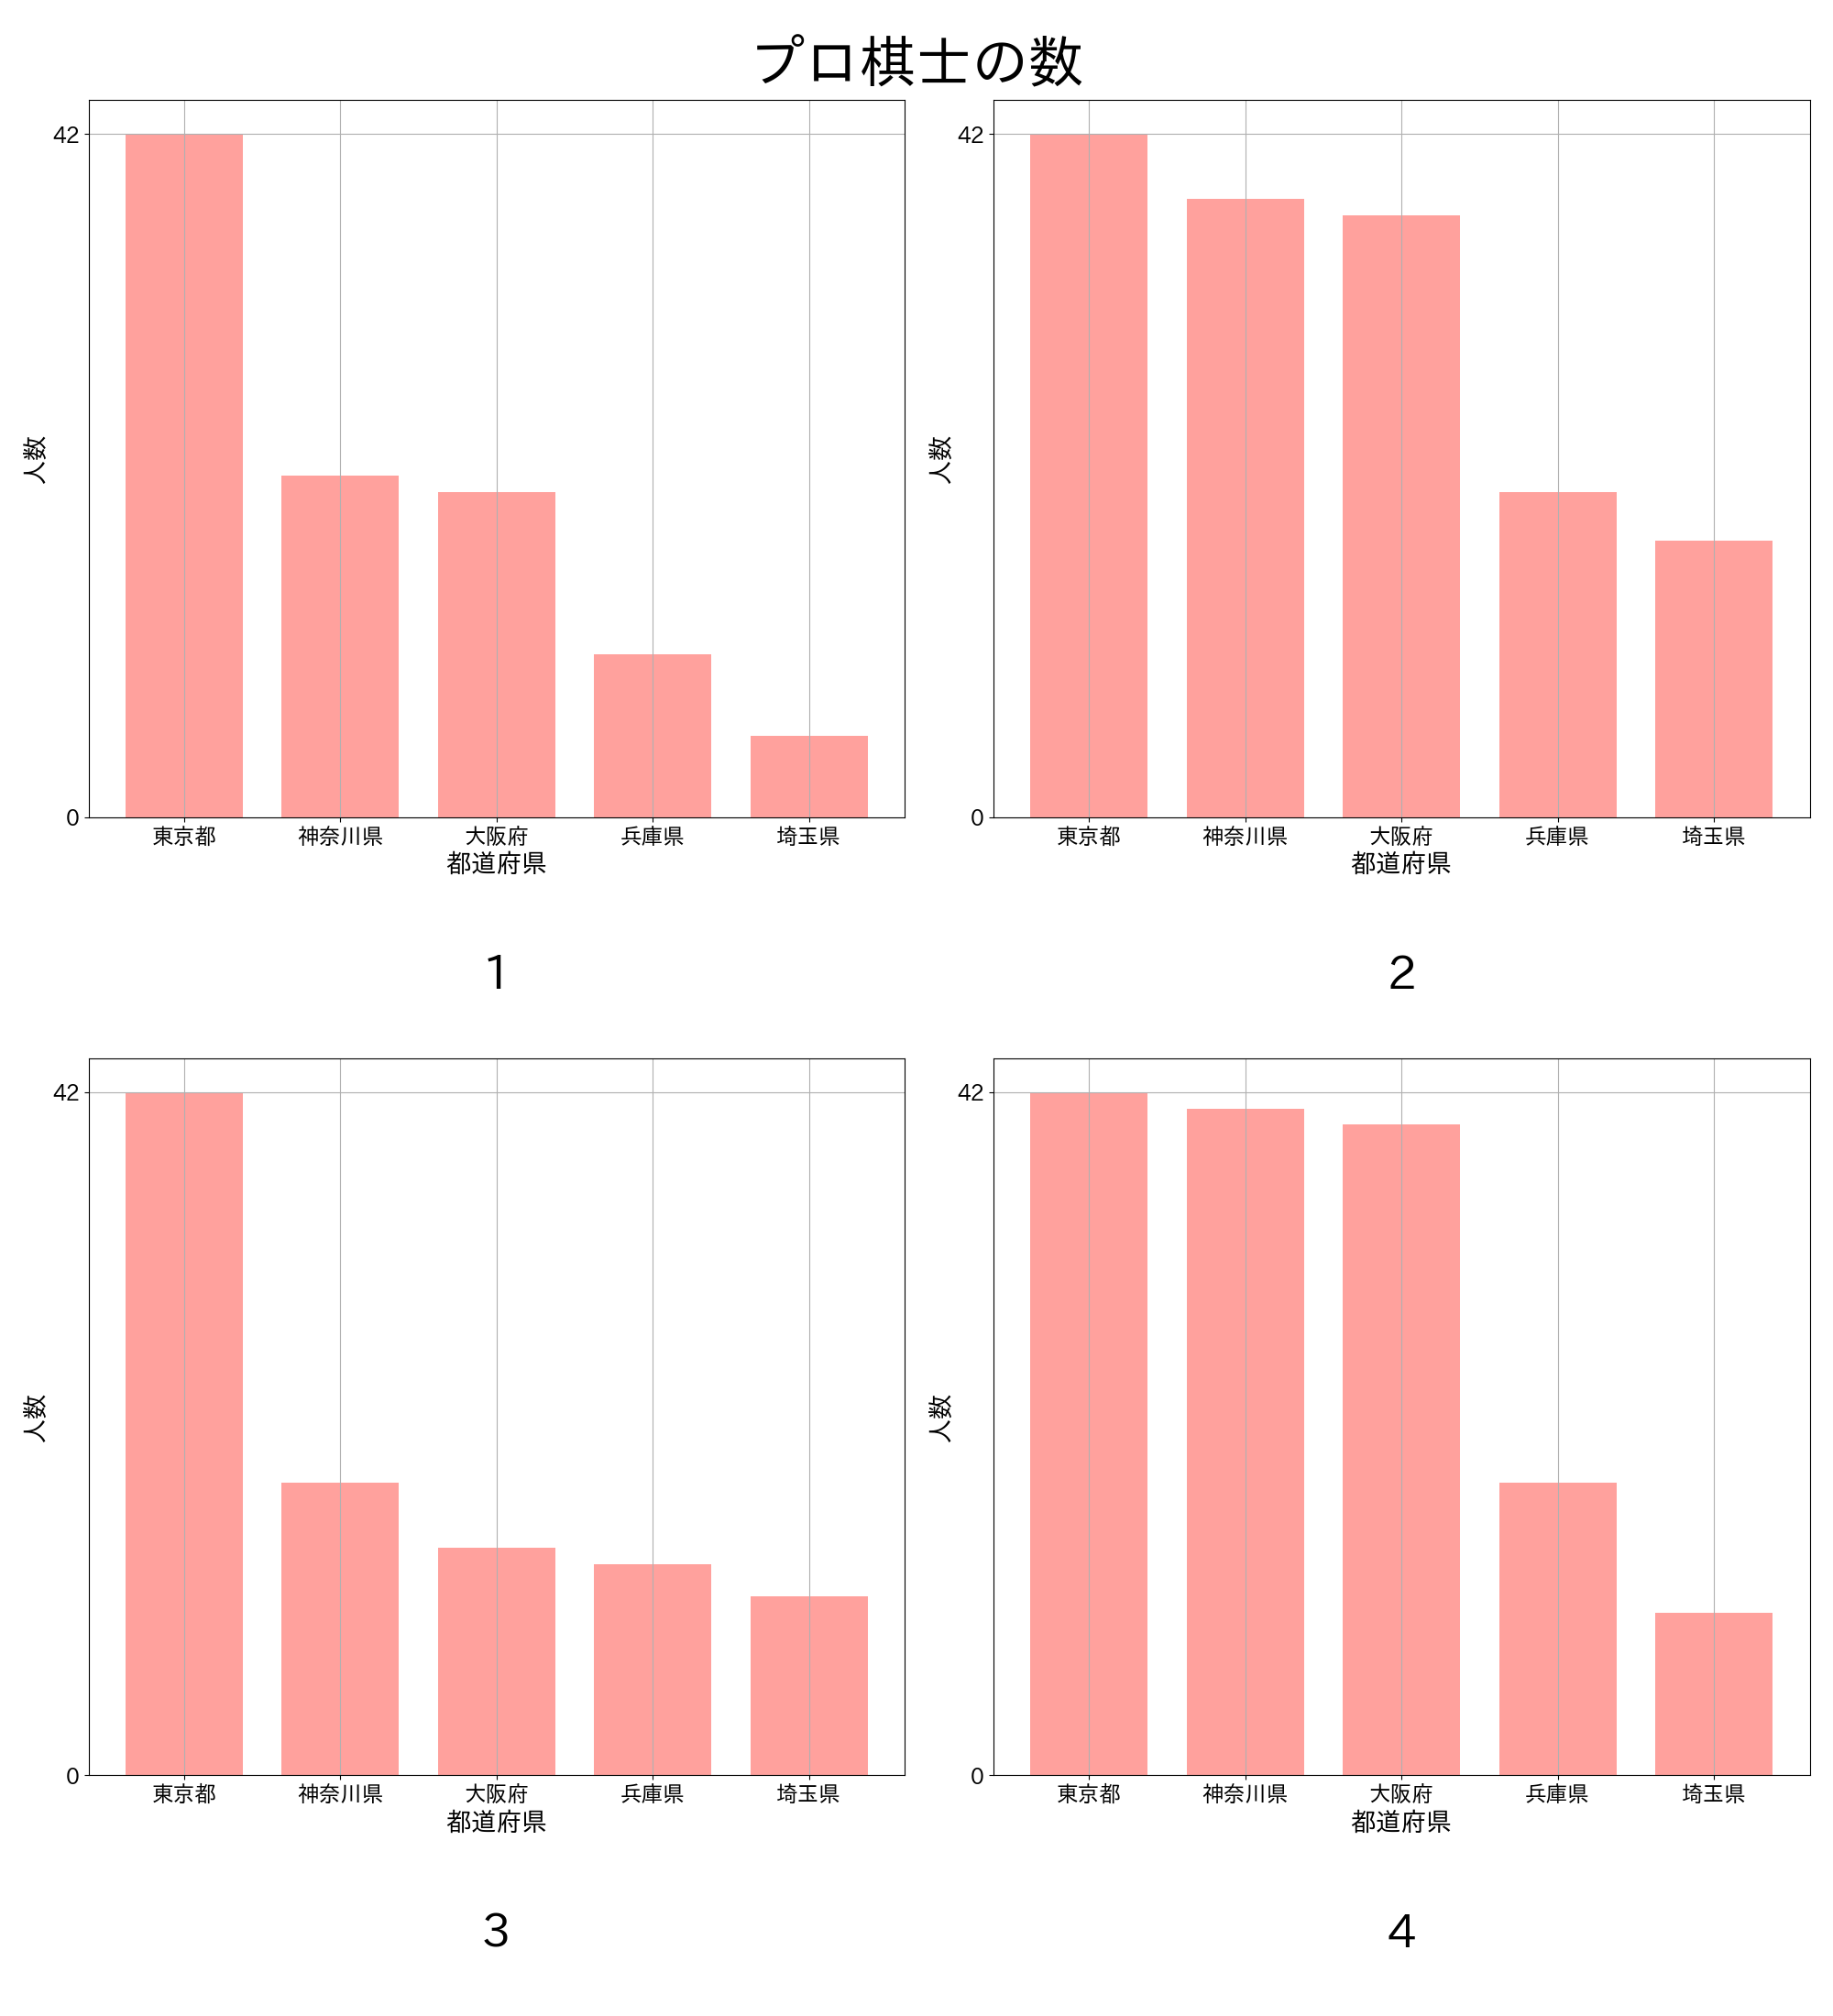 プロ棋士の数
42
0
人数
東京都 神奈川県 大阪府 兵庫県 埼玉県
都道府県
1
42
0
人数
東京都 神奈川県 大阪府 兵庫県 埼玉県
都道府県
2
42
0
人数
東京都 神奈川県 大阪府 兵庫県 埼玉県
都道府県
3
42
0
人数
東京都 神奈川県 大阪府 兵庫県 埼玉県
都道府県
4